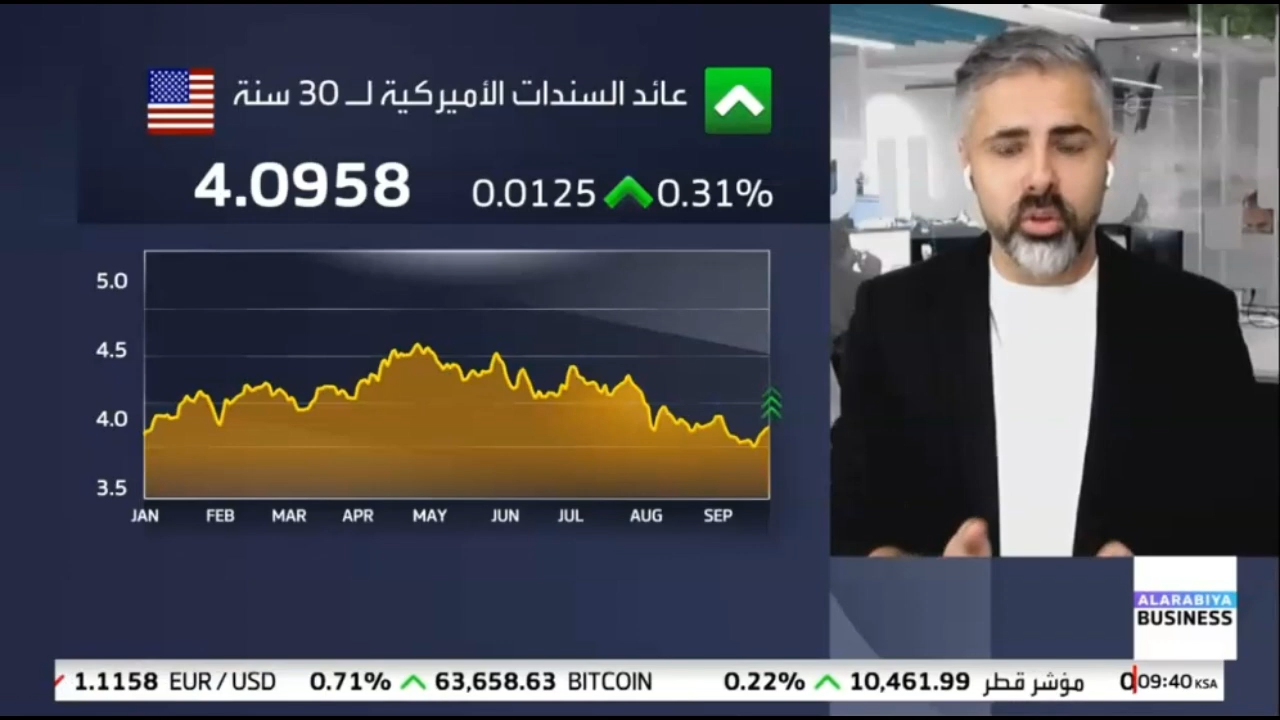 عائد السندات الأميركية لـ 30 سنة
4.0958 0.0125 0.31%
5.0
4.5
4.0
3.5
JAN FEB MAR APR MAY JUN JUL AUG SEP
ALARABIYA
BUSINESS
1.1158 EUR/USD 0.71% 63,658.63 BITCOIN 0.22% 10,461.99 مؤشر قطر 09:40 KSA